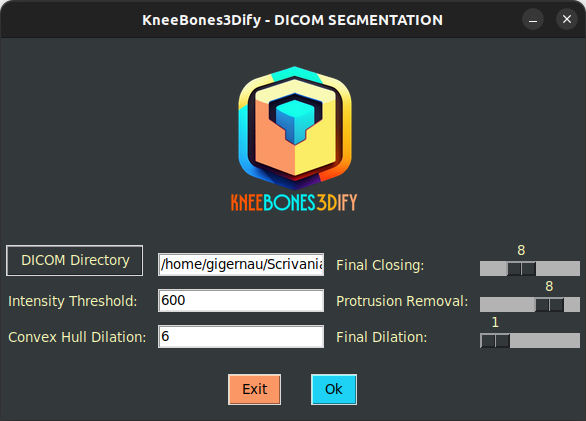 KneeBones3Dify - DICOM SEGMENTATION
KNEEBONES3DIFY
DICOM Directory
/home/gigernau/Scrivania
Final Closing:
8
Intensity Threshold:
600
Protrusion Removal:
8
Convex Hull Dilation:
6
Final Dilation:
1
Exit
Ok